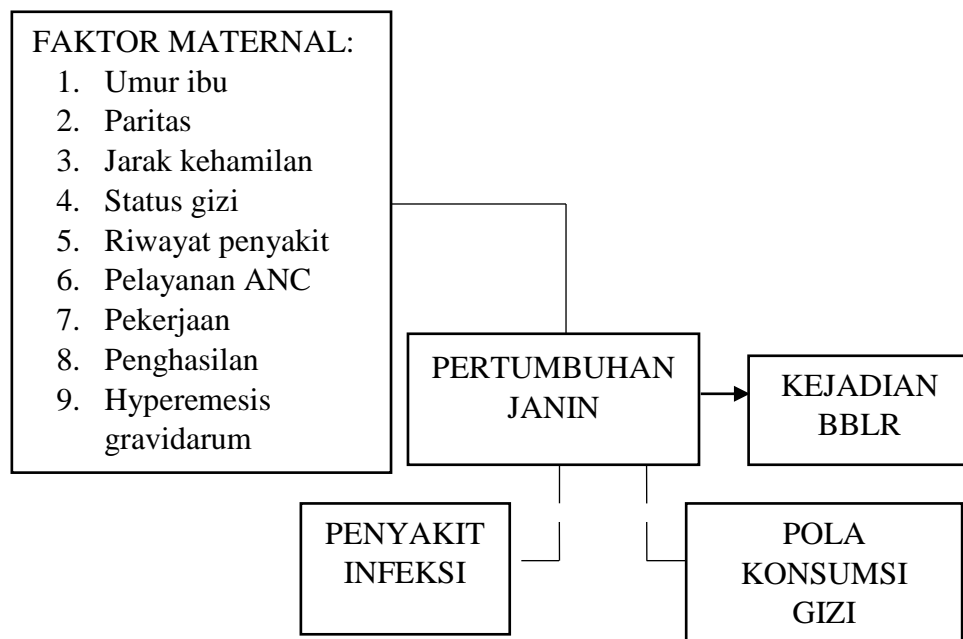 FAKTOR MATERNAL:
1. Umur ibu
2. Paritas
3. Jarak kehamilan
4. Status gizi
5. Riwayat penyakit
6. Pelayanan ANC
7. Pekerjaan
8. Penghasilan
9. Hyperemesis
gravidarum
PERTUMBUHAN
JANIN
KEJADIAN
BBLR
PENYAKIT
INFEKSI
POLA
KONSUMSI
GIZI